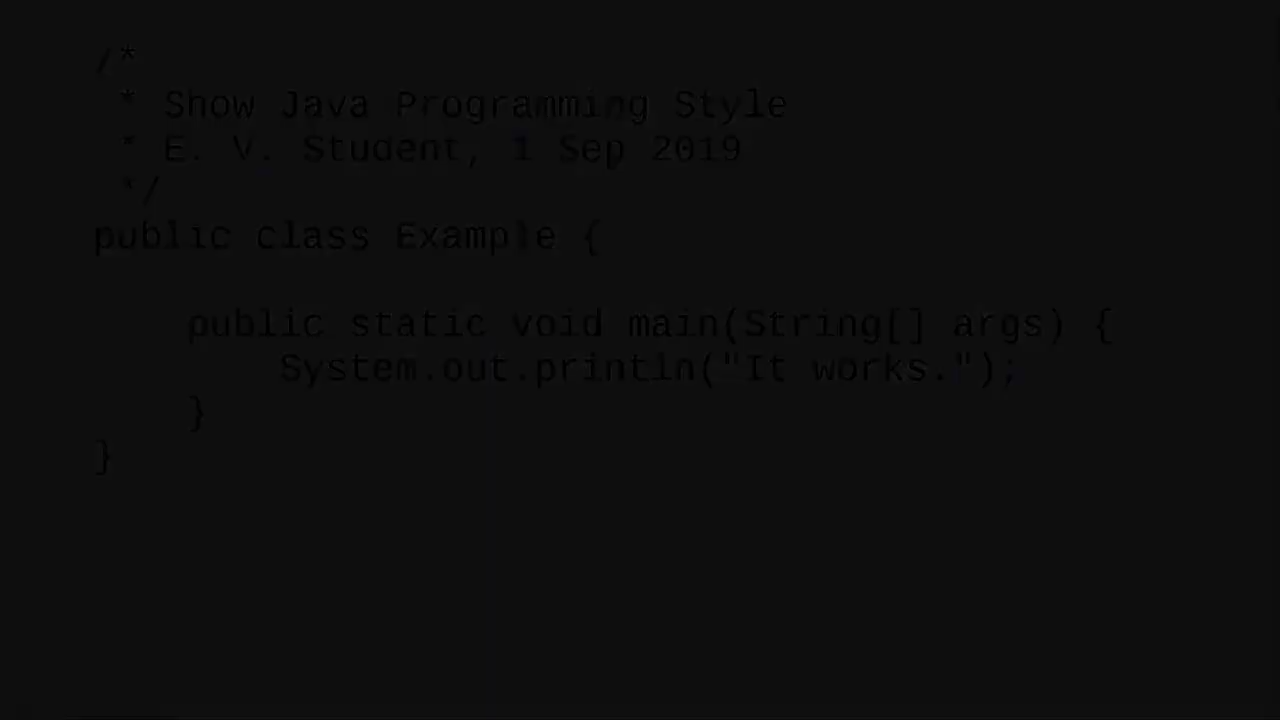 /*
 * Show Java Programming Style
 * E. V. Student, 1 Sep 2019
 */
public class Example {
    public static void main(String[] args) {
        System.out.println("It works.");
    }
}